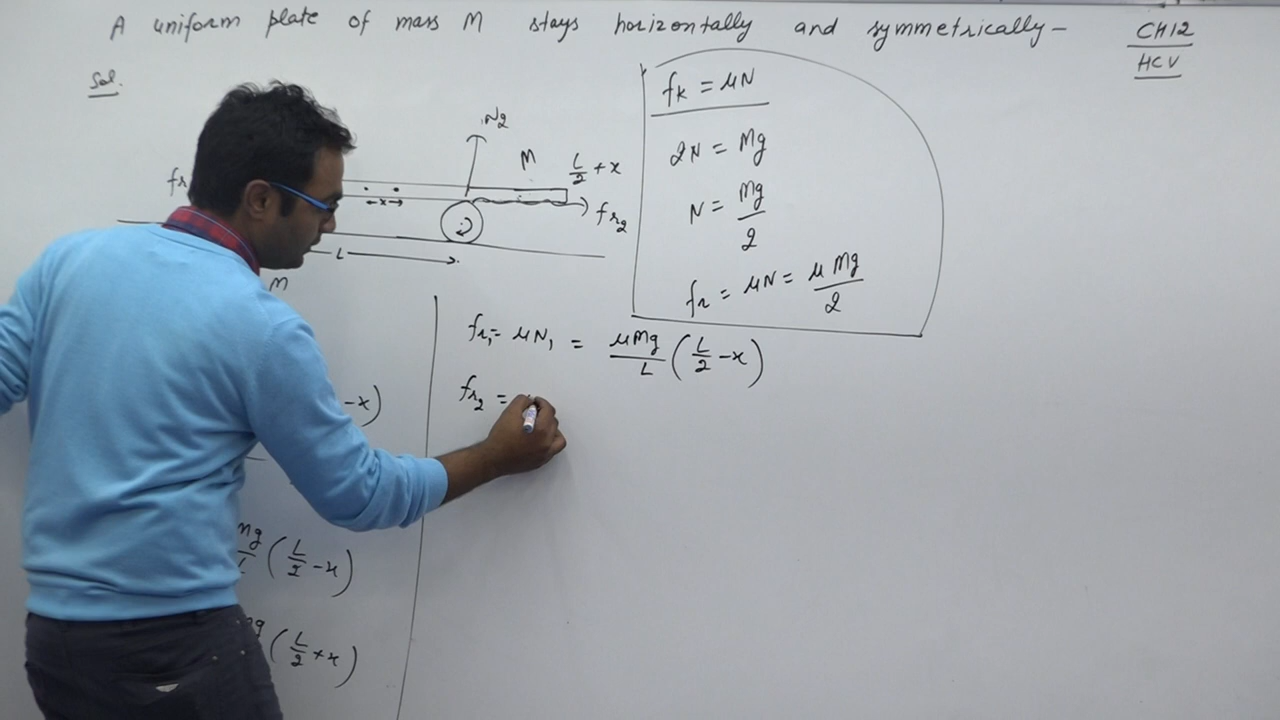 A uniform plate of mass M stays horizontally and symmetrically -
CH12
HCV
Sol.
N2
M
L/2 + x
fr
← x →
fr2
L
M
fk = μN
2N = Mg
N = Mg/2
fr = μN = μMg/2
fr1 = μN1 = μMg/L (L/2 - x)
fr2 =
-x)
mg/L (L/2 - x)
g (L/2 + x)